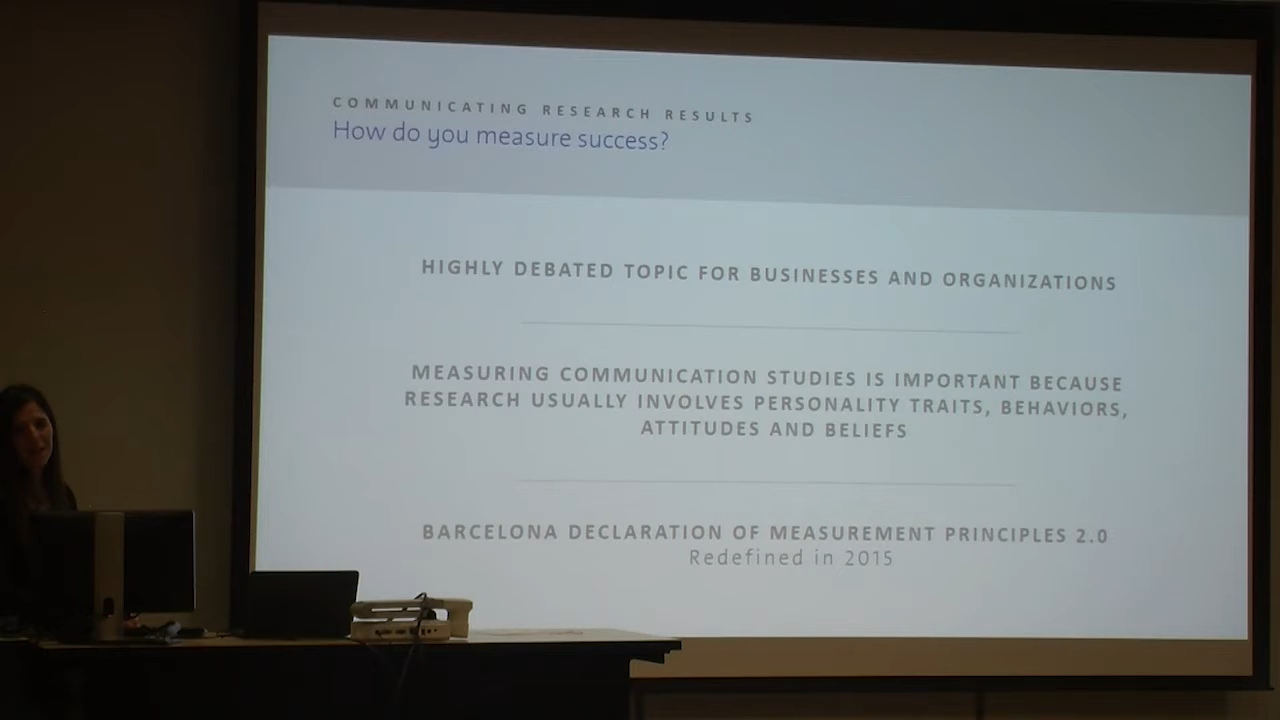 COMMUNICATING RESEARCH RESULTS
How do you measure success?
HIGHLY DEBATED TOPIC FOR BUSINESSES AND ORGANIZATIONS
MEASURING COMMUNICATION STUDIES IS IMPORTANT BECAUSE
RESEARCH USUALLY INVOLVES PERSONALITY TRAITS, BEHAVIORS,
ATTITUDES AND BELIEFS
BARCELONA DECLARATION OF MEASUREMENT PRINCIPLES 2.0
Redefined in 2015